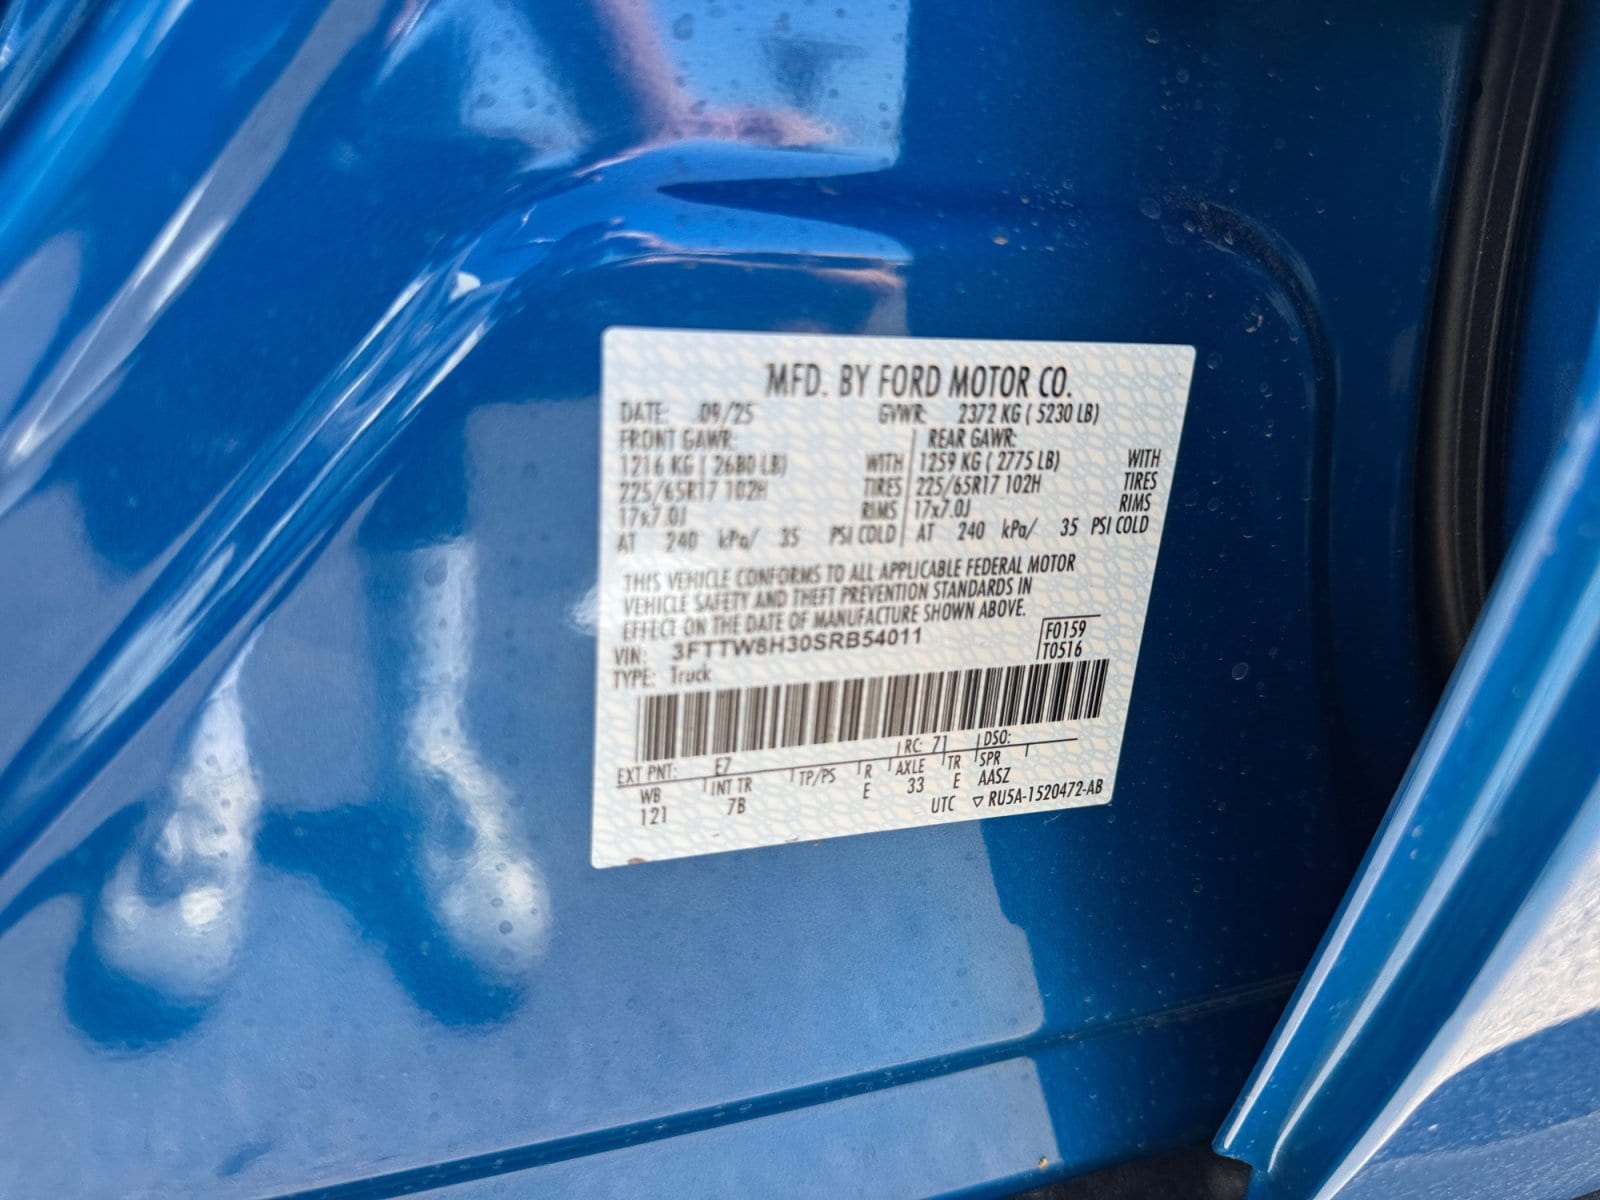 MFD. BY FORD MOTOR CO.
DATE: 09/25 GVWR: 2372 KG ( 5230 LB)
FRONT GAWR: REAR GAWR:
1216 KG ( 2680 LB) WITH 1259 KG ( 2775 LB) WITH
225/65R17 102H TIRES 225/65R17 102H TIRES
17x7.0J RIMS 17x7.0J RIMS
AT 240 kPa/ 35 PSI COLD AT 240 kPa/ 35 PSI COLD
THIS VEHICLE CONFORMS TO ALL APPLICABLE FEDERAL MOTOR
VEHICLE SAFETY AND THEFT PREVENTION STANDARDS IN
EFFECT ON THE DATE OF MANUFACTURE SHOWN ABOVE.
VIN: 3FTTW8H30SRB54011 F0159
TYPE: Truck T0516
EXT PNT: E7 RC: 71 DSO:
WB INT TR TP/PS R AXLE TR SPR
121 7B E 33 E AASZ
UTC ▽ RU5A-1520472-AB